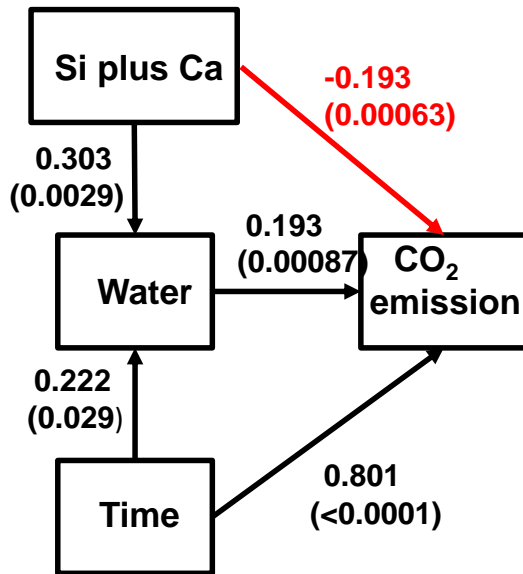 Si plus Ca
-0.193
(0.00063)
0.303
(0.0029)
0.193
(0.00087)
Water
CO₂
emission
0.222
(0.029)
Time
0.801
(<0.0001)